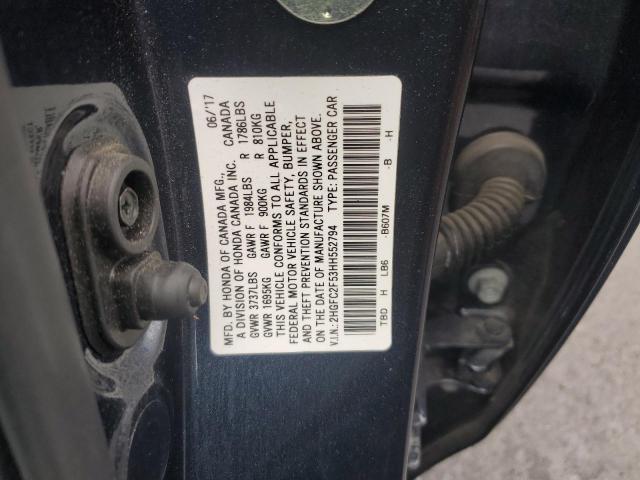 MFD. BY HONDA OF CANADA MFG., 06/'17
A DIVISION OF HONDA CANADA INC. CANADA
GVWR 3737LBS GAWR F 1984LBS R 1786LBS
GVWR 1695KG GAWR F 900KG R 810KG
THIS VEHICLE CONFORMS TO ALL APPLICABLE
FEDERAL MOTOR VEHICLE SAFETY, BUMPER,
AND THEFT PREVENTION STANDARDS IN EFFECT
ON THE DATE OF MANUFACTURE SHOWN ABOVE.
V.I.N.: 2HGFC2F53HH552794 TYPE: PASSENGER CAR
TBD H LB6 -B607M -B -H